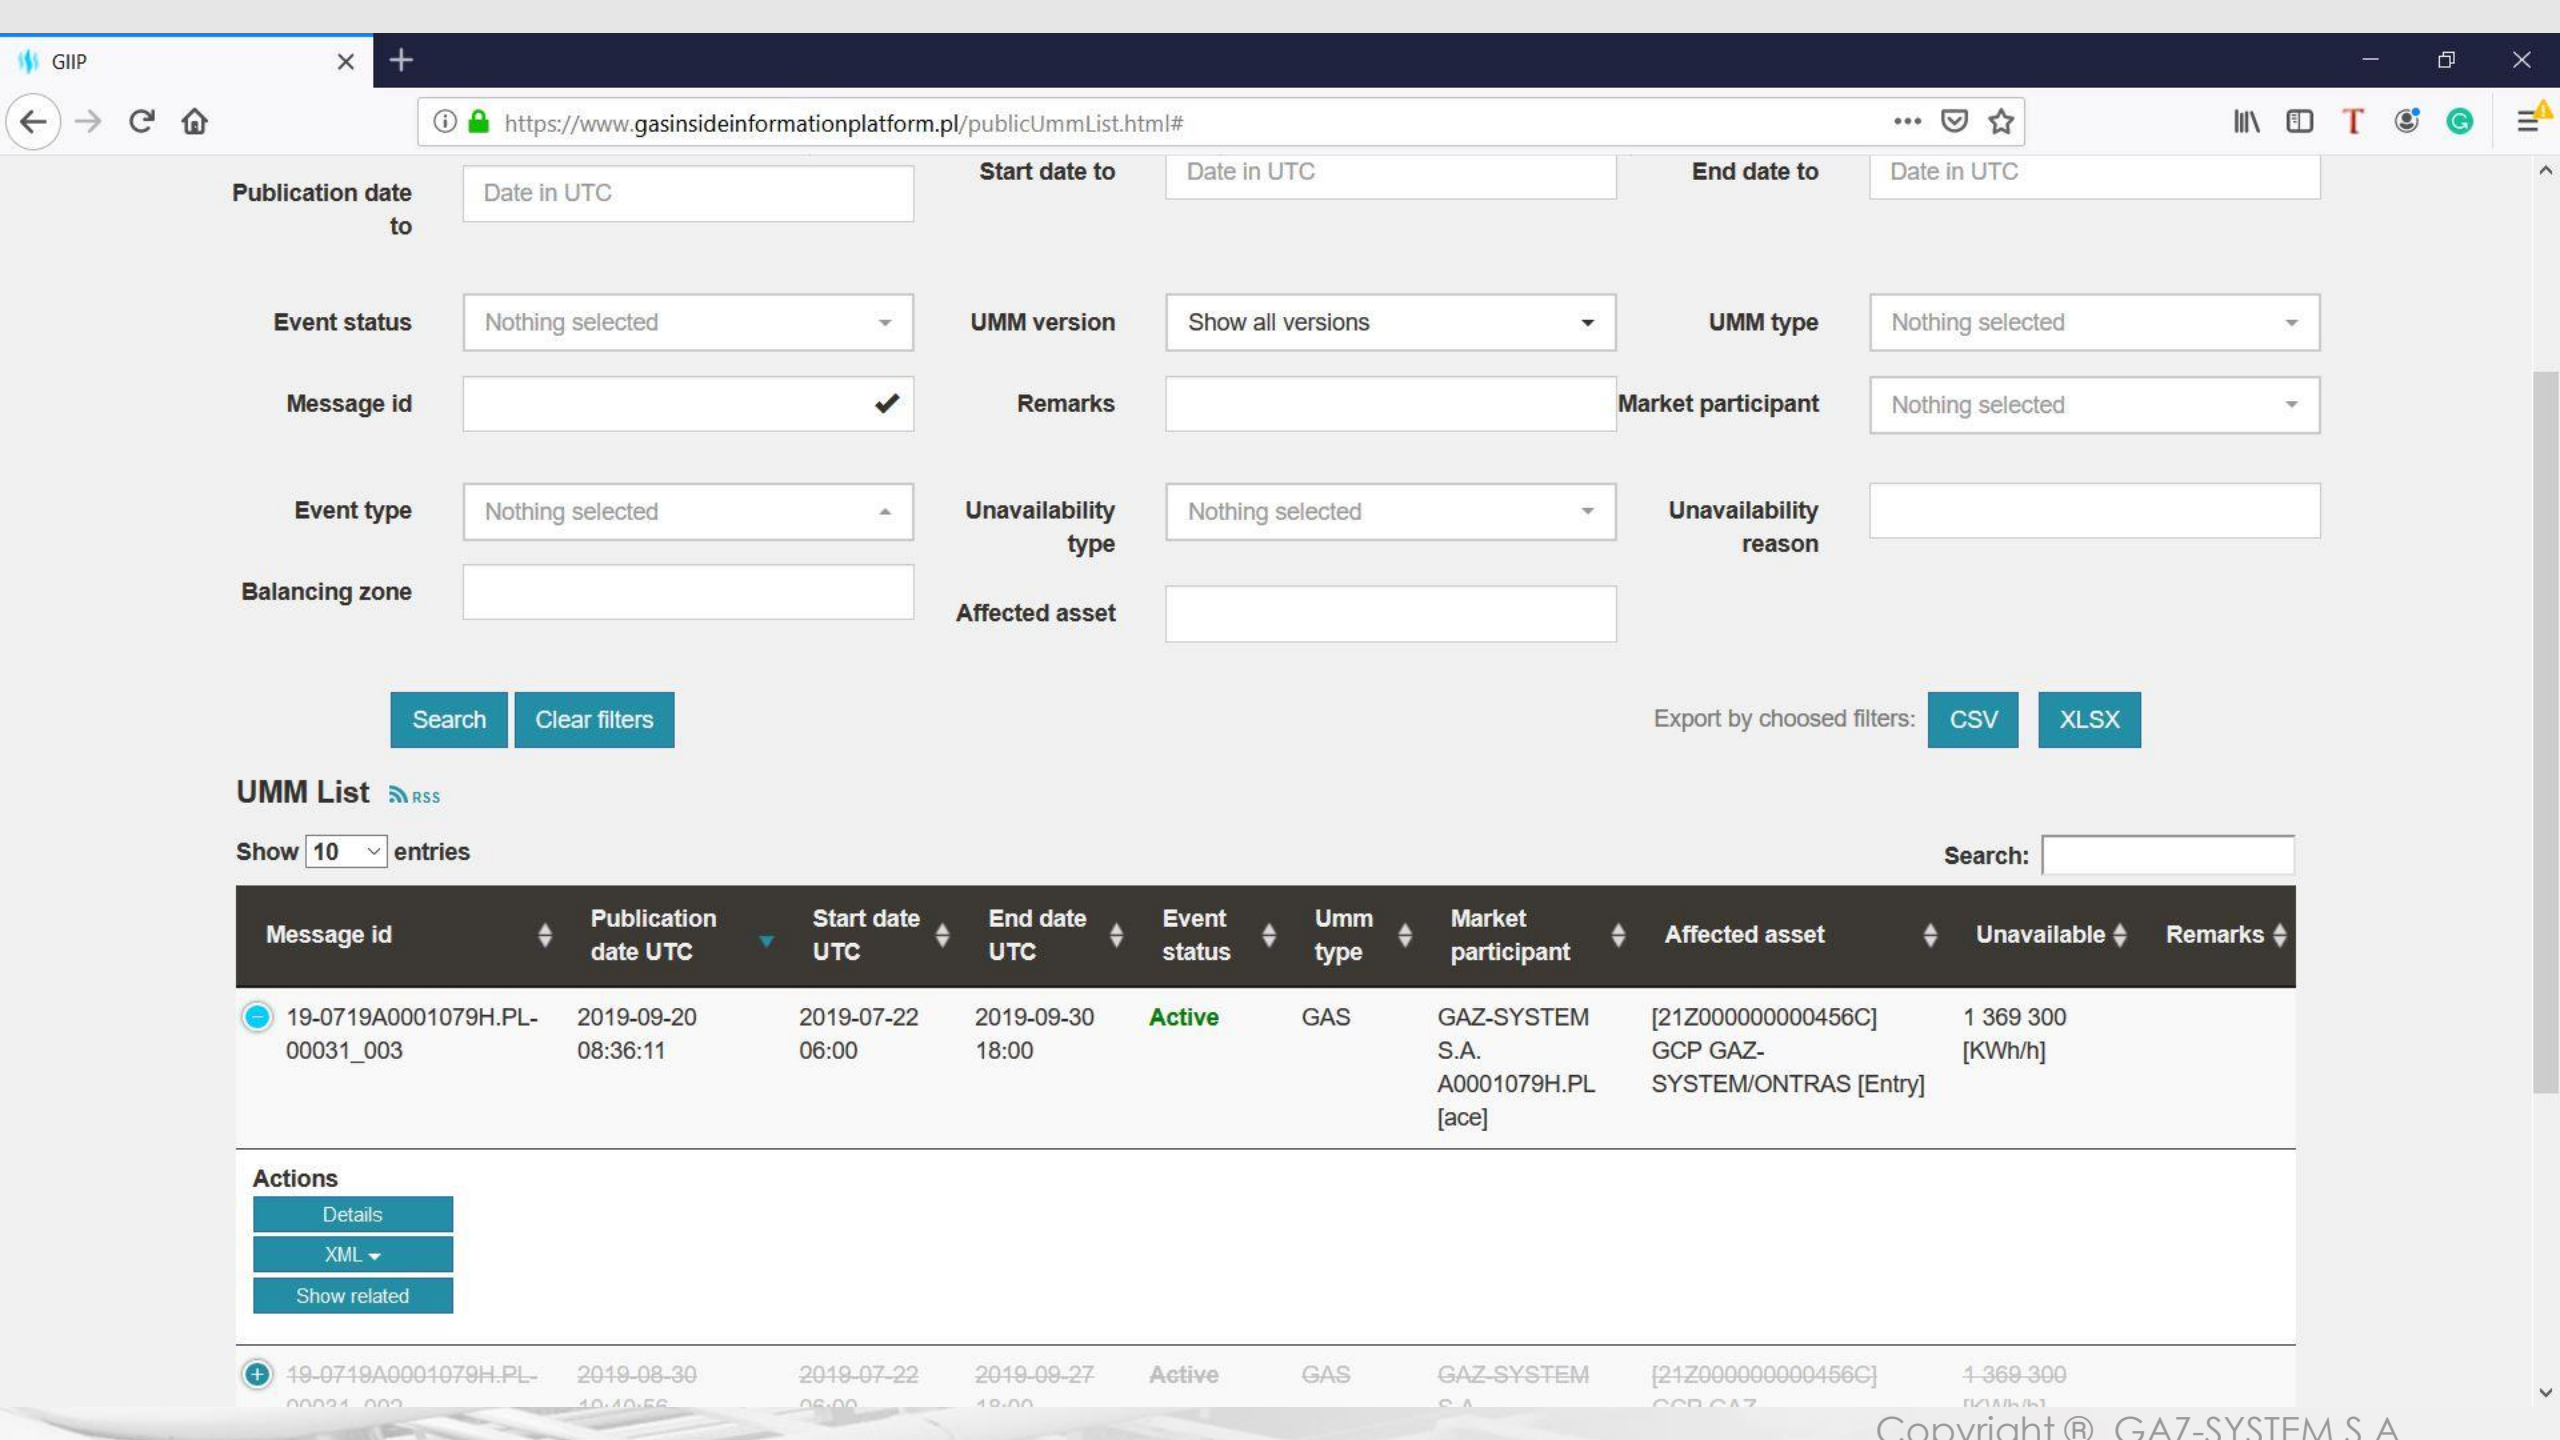 GIIP
https://www.gasinsideinformationplatform.pl/publicUmmList.html#
Publication date to
Date in UTC
Start date to
Date in UTC
End date to
Date in UTC
Event status
Nothing selected
UMM version
Show all versions
UMM type
Nothing selected
Message id
Remarks
Market participant
Nothing selected
Event type
Nothing selected
Unavailability type
Nothing selected
Unavailability reason
Balancing zone
Affected asset
Search
Clear filters
Export by choosed filters:
CSV
XLSX
UMM List RSS
Show 10 entries
Search:
Message id
Publication date UTC
Start date UTC
End date UTC
Event status
Umm type
Market participant
Affected asset
Unavailable
Remarks
19-0719A0001079H.PL-
00031_003
2019-09-20
08:36:11
2019-07-22
06:00
2019-09-30
18:00
Active
GAS
GAZ-SYSTEM
S.A.
A0001079H.PL
[ace]
[21Z000000000456C]
GCP GAZ-
SYSTEM/ONTRAS [Entry]
1 369 300
[KWh/h]
Actions
Details
XML
Show related
19-0719A0001079H.PL-
2019-08-30
2019-07-22
2019-09-27
Active
GAS
GAZ-SYSTEM
[21Z000000000456C]
1 369 300
Copyright ® GAZ-SYSTEM S.A.